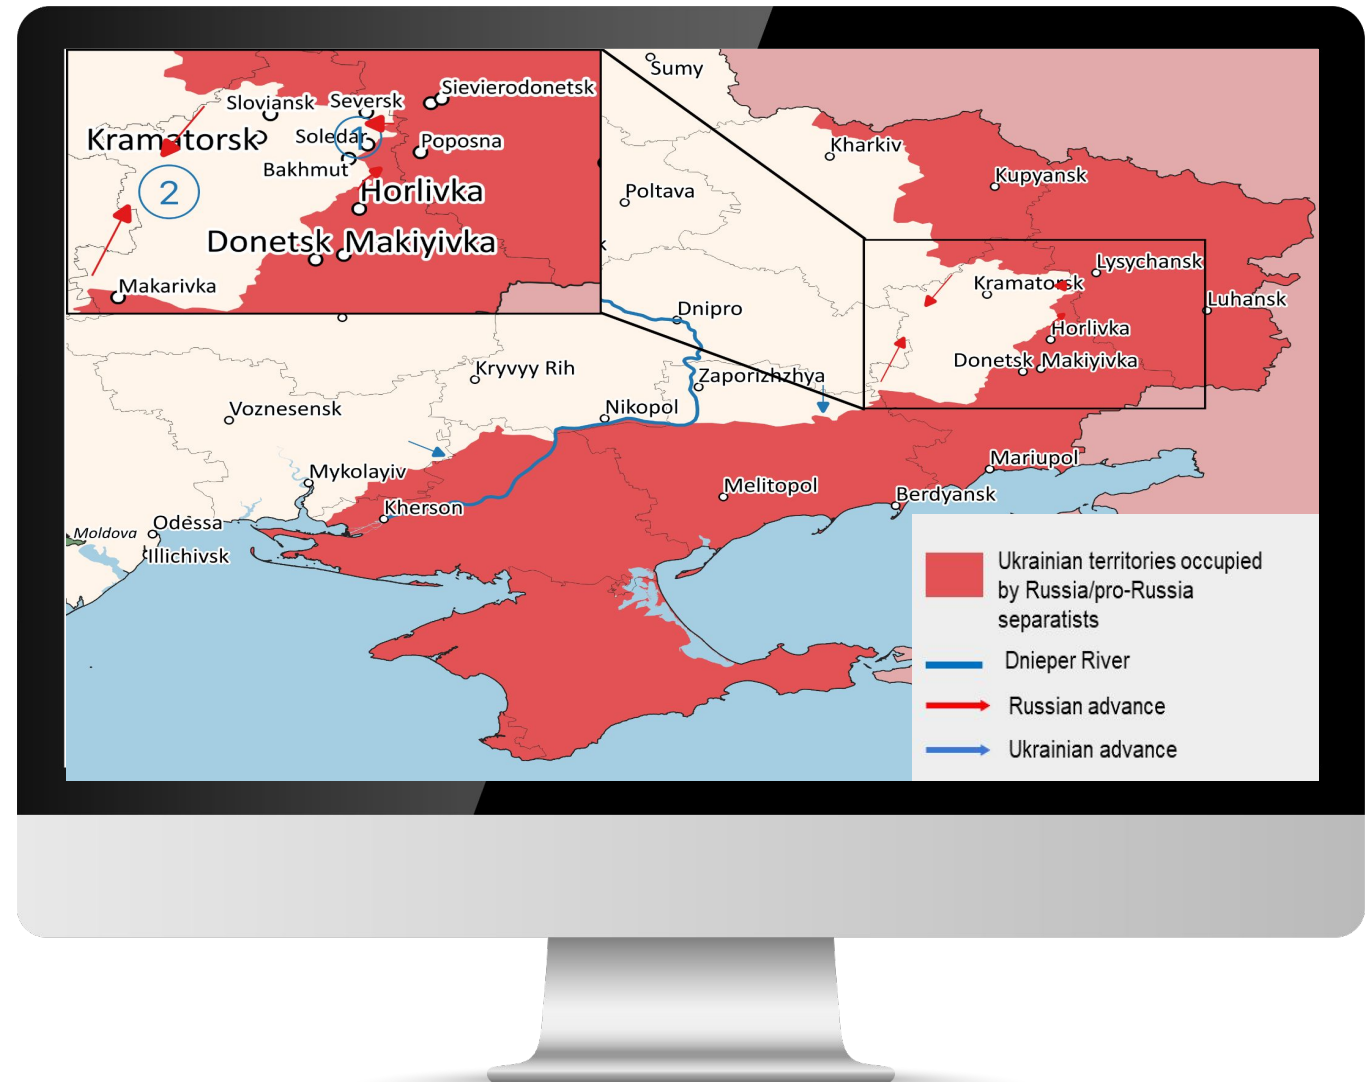 Sloviansk
Seversk
Sievierodonetsk
Kramatorsk
Soledar
1
Poposna
Bakhmut
2
Horlivka
Donetsk
Makiyivka
Makarivka
Sumy
Kharkiv
Kupyansk
Poltava
k
Lysychansk
Kramatorsk
Luhansk
Dnipro
Horlivka
Donetsk
Makiyivka
Kryvyy Rih
Zaporizhzhya
Voznesensk
Nikopol
Mykolayiv
Mariupol
Melitopol
Berdyansk
Kherson
Odessa
Moldova
Illichivsk
Ukrainian territories occupied
by Russia/pro-Russia
separatists
Dnieper River
Russian advance
Ukrainian advance